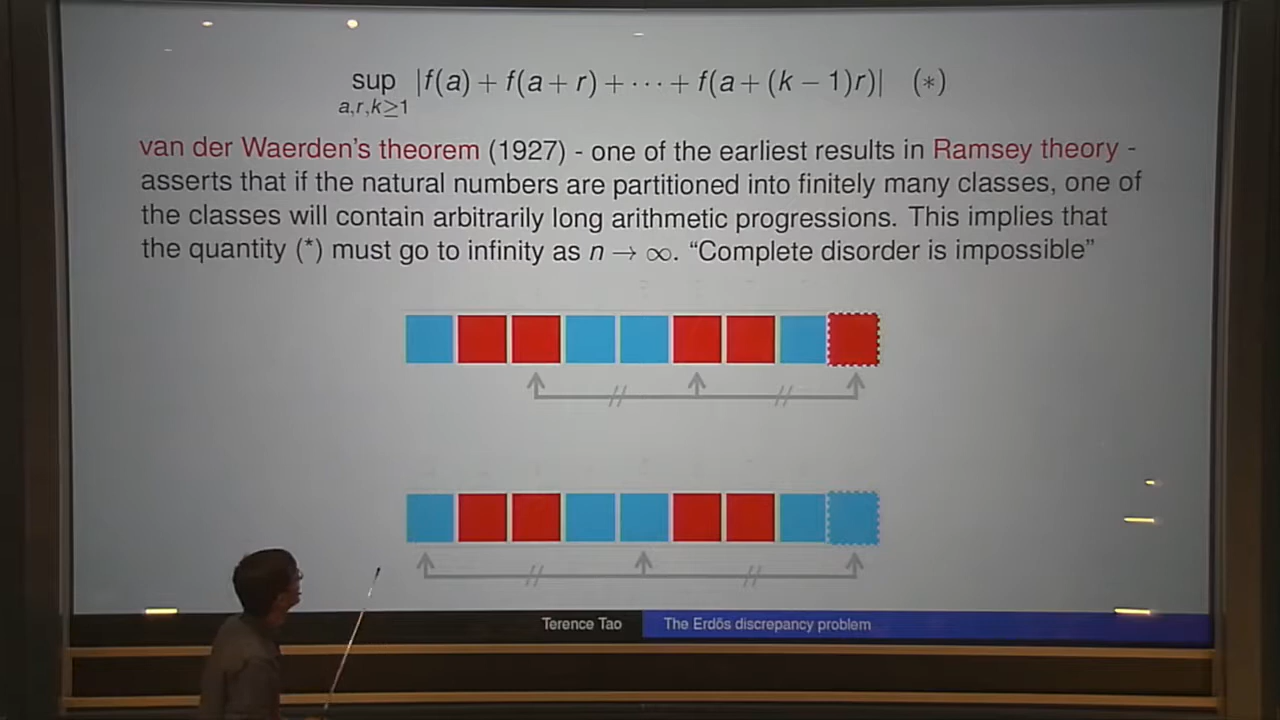 sup |f(a) + f(a + r) + ⋯ + f(a + (k − 1)r)| (∗)
a,r,k≥1
van der Waerden's theorem (1927) - one of the earliest results in Ramsey theory -
asserts that if the natural numbers are partitioned into finitely many classes, one of
the classes will contain arbitrarily long arithmetic progressions. This implies that
the quantity (*) must go to infinity as n → ∞. “Complete disorder is impossible”
Terence Tao
The Erdős discrepancy problem